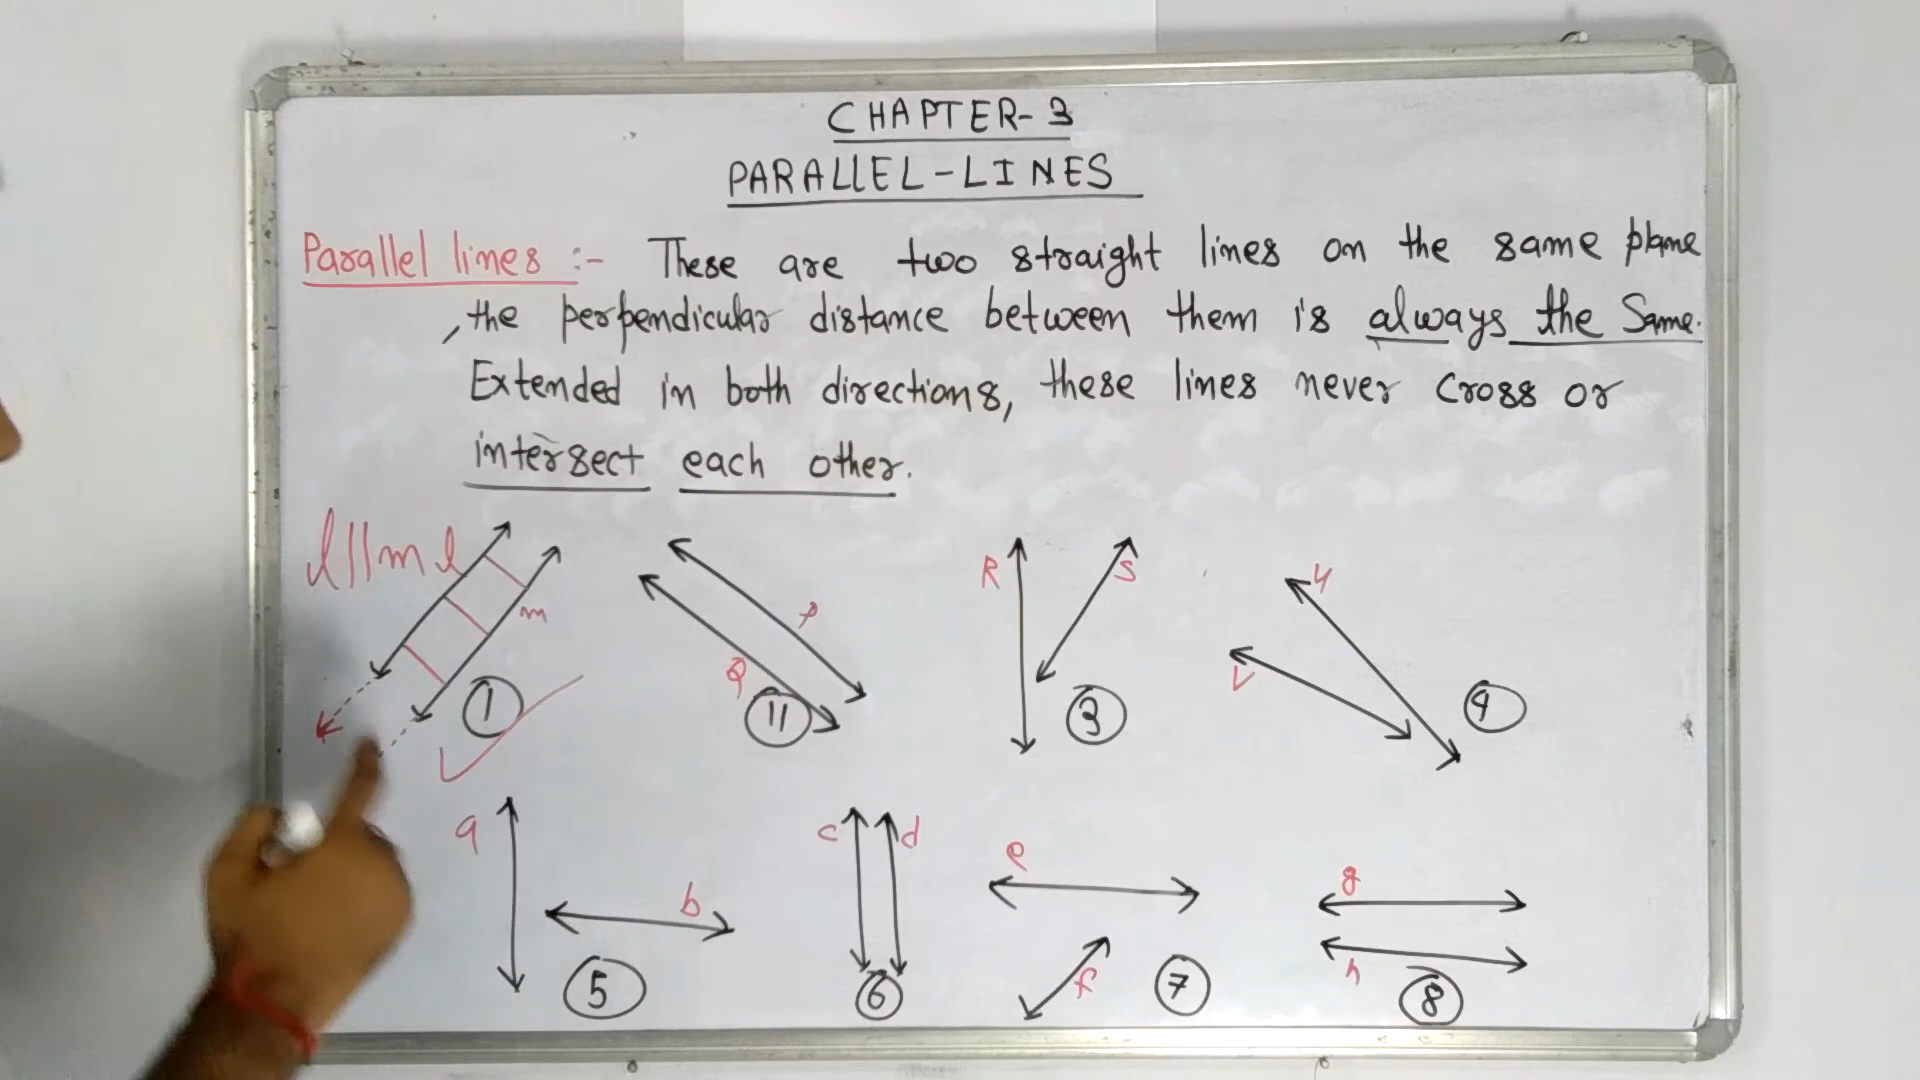 CHAPTER-3
PARALLEL-LINES
Parallel lines :- These are two straight lines on the same plane
, the perpendicular distance between them is always the Same.
Extended in both directions, these lines never cross or
intersect each other.
l||m l
m
1
P
Q
11
R
S
3
4
V
9
a
b
5
c
d
6
e
f
7
g
h
8